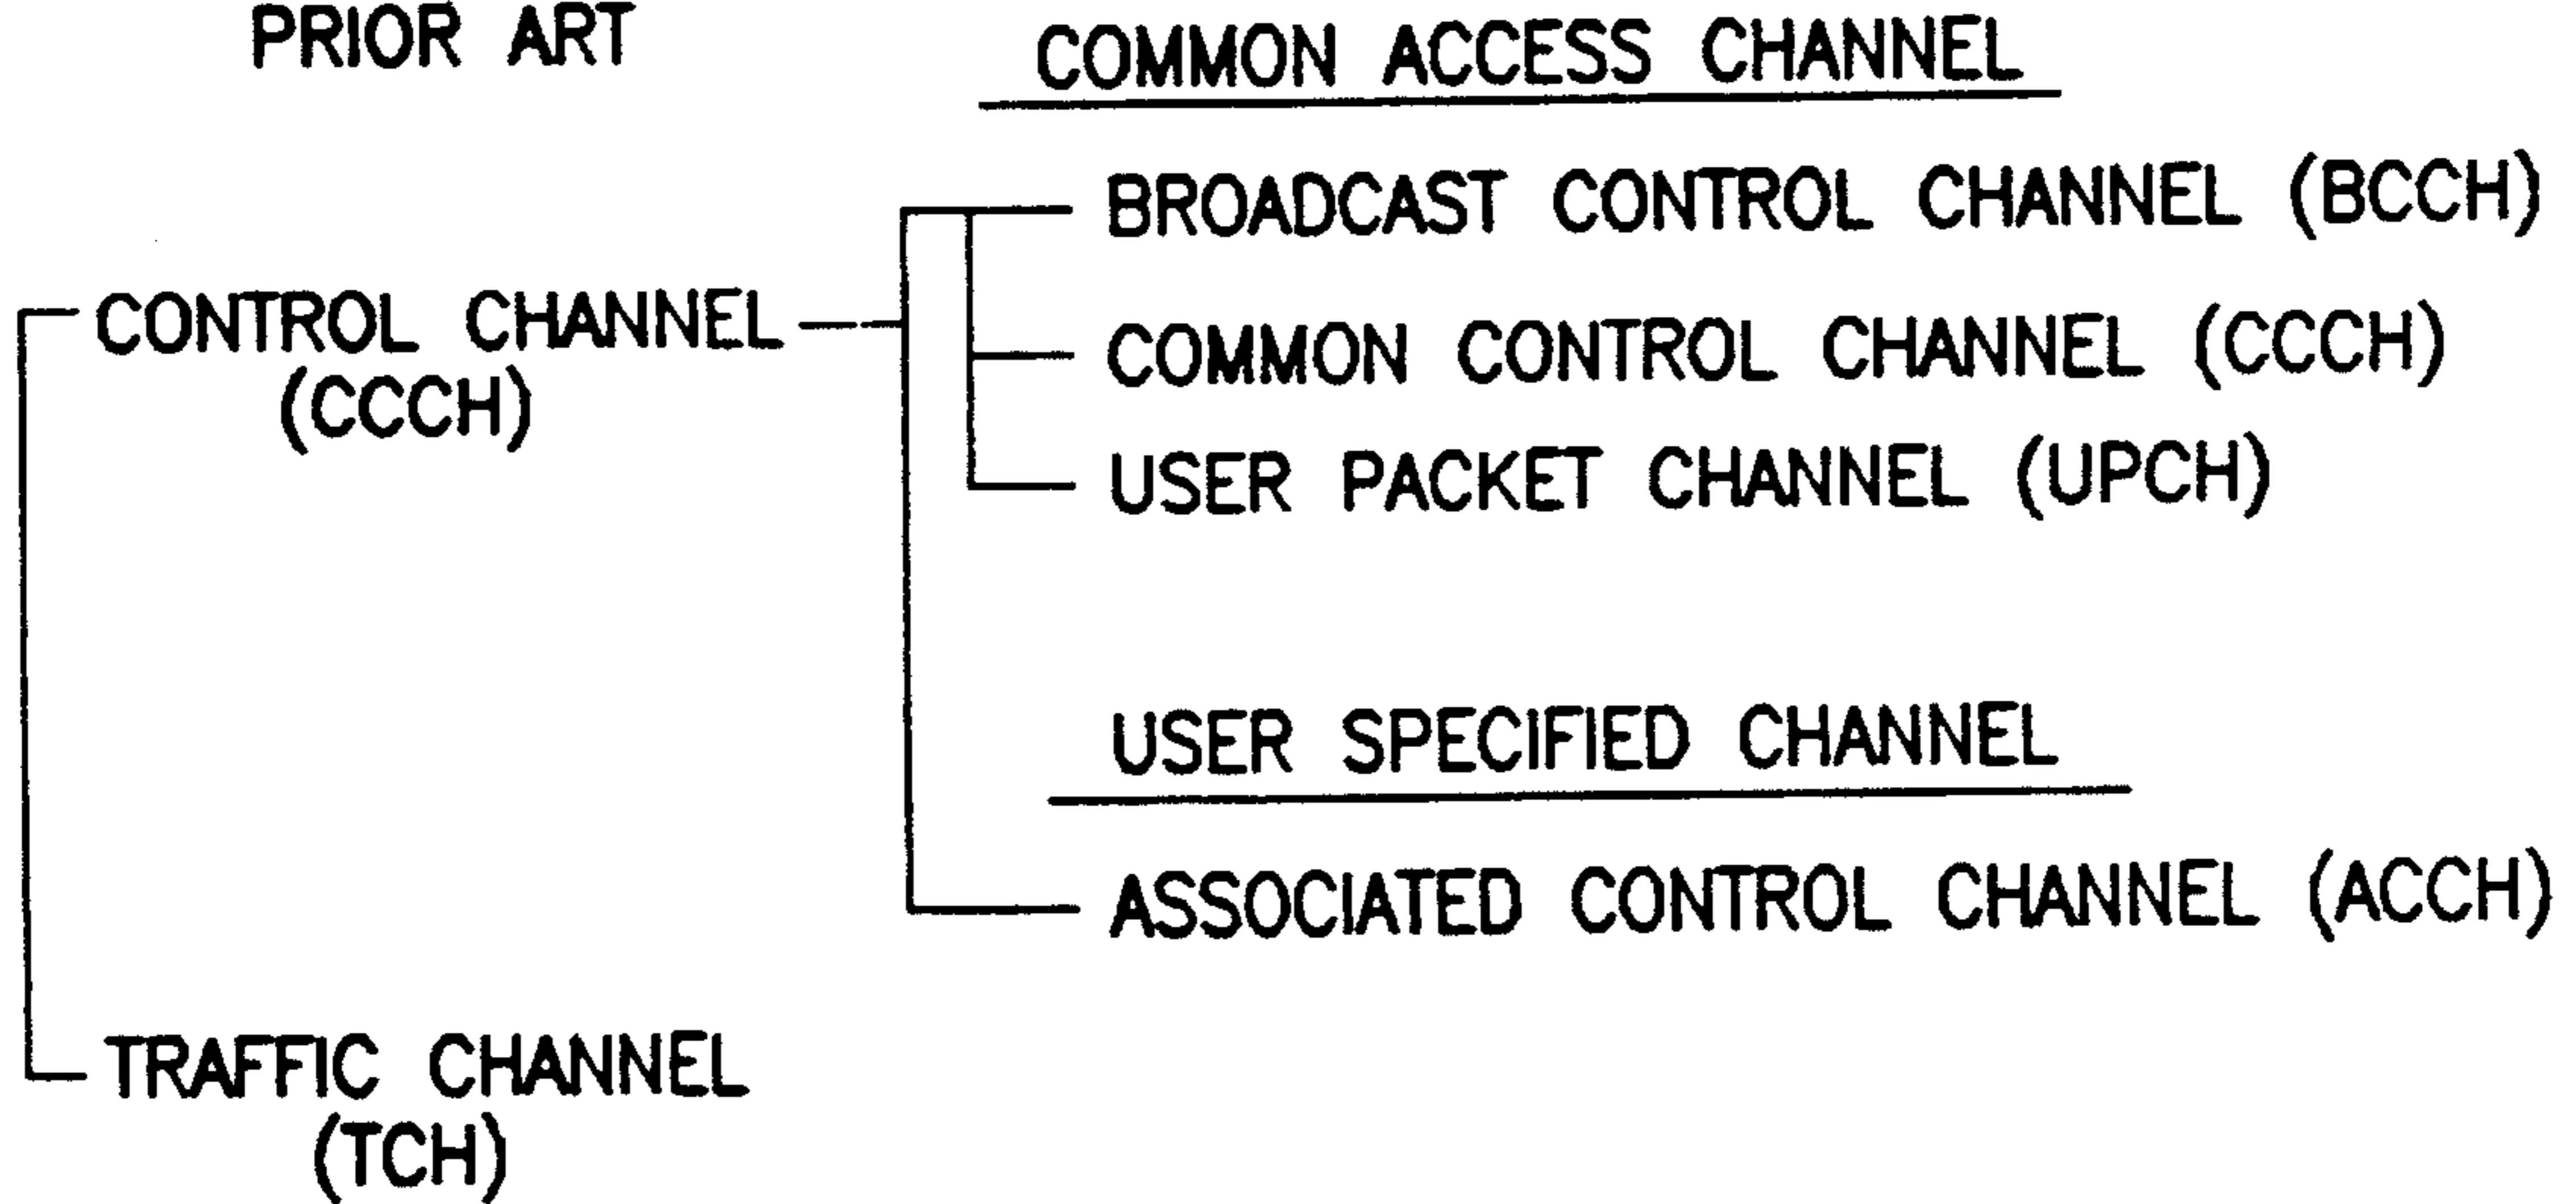 PRIOR ART
COMMON ACCESS CHANNEL
BROADCAST CONTROL CHANNEL (BCCH)
CONTROL CHANNEL
(CCCH)
COMMON CONTROL CHANNEL (CCCH)
USER PACKET CHANNEL (UPCH)
USER SPECIFIED CHANNEL
ASSOCIATED CONTROL CHANNEL (ACCH)
TRAFFIC CHANNEL
(TCH)